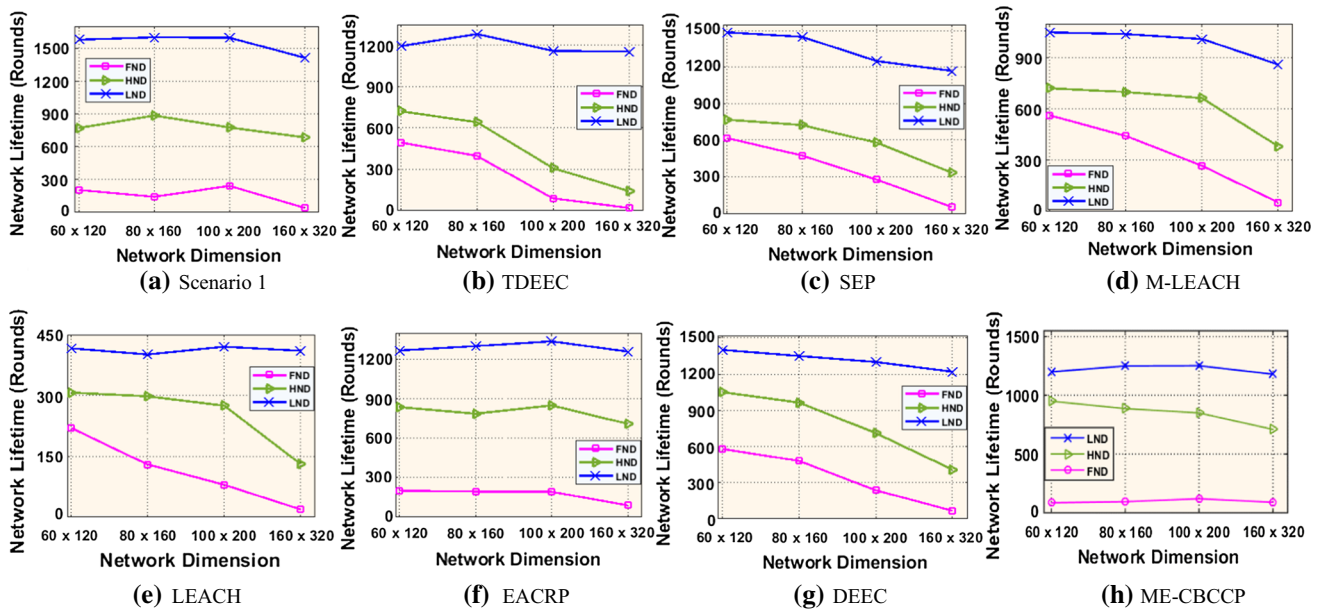 Network Lifetime (Rounds)
1500
1200
900
600
300
0
FND
HND
LND
60 x 120
80 x 160
100 x 200
160 x 320
Network Dimension
(a) Scenario 1
Network Lifetime (Rounds)
1200
900
600
300
0
FND
HND
LND
60 x 120
80 x 160
100 x 200
160 x 320
Network Dimension
(b) TDEEC
Network Lifetime (Rounds)
1500
1200
900
600
300
0
FND
HND
LND
60 x 120
80 x 160
100 x 200
160 x 320
Network Dimension
(c) SEP
Network Lifetime (Rounds)
900
600
300
0
FND
HND
LND
60 x 120
80 x 160
100 x 200
160 x 320
Network Dimension
(d) M-LEACH
Network Lifetime (Rounds)
450
300
150
0
FND
HND
LND
60 x 120
80 x 160
100 x 200
160 x 320
Network Dimension
(e) LEACH
Network Lifetime (Rounds)
1200
900
600
300
0
FND
HND
LND
60 x 120
80 x 160
100 x 200
160 x 320
Network Dimension
(f) EACRP
Network Lifetime (Rounds)
1500
1200
900
600
300
0
FND
HND
LND
60 x 120
80 x 160
100 x 200
160 x 320
Network Dimension
(g) DEEC
Network Lifetime (Rounds)
1500
1000
500
0
LND
HND
FND
60 x 120
80 x 160
100 x 200
160 x 320
Network Dimension
(h) ME-CBCCP